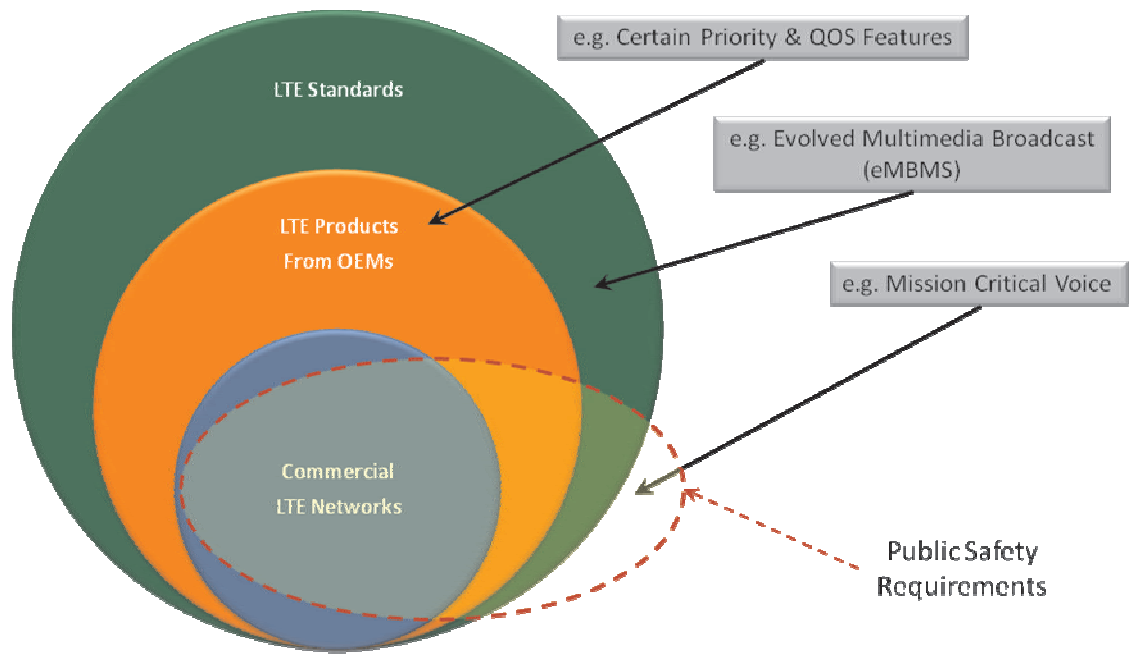 e.g. Certain Priority & QOS Features
LTE Standards
e.g. Evolved Multimedia Broadcast
(eMBMS)
LTE Products
From OEMs
e.g. Mission Critical Voice
Commercial
LTE Networks
Public Safety
Requirements